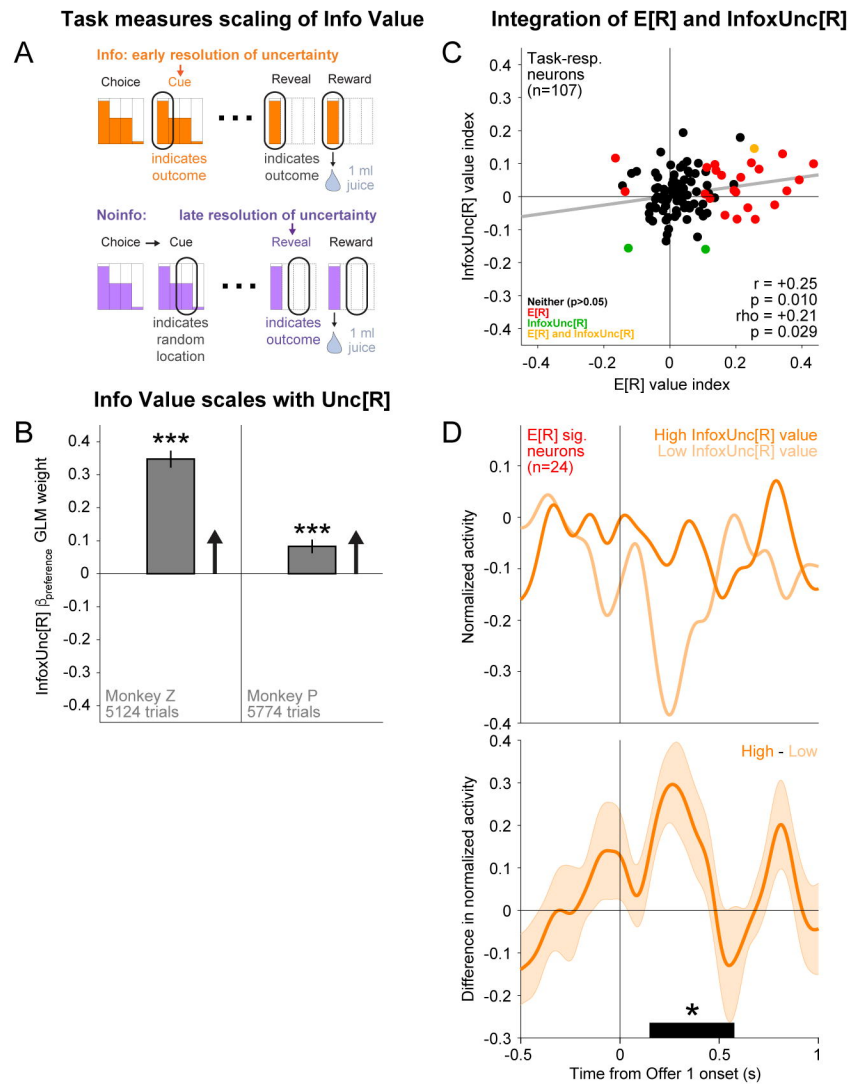 Task measures scaling of Info Value
Integration of E[R] and InfoxUnc[R]
A
Info: early resolution of uncertainty
Choice
Cue
Reveal
Reward
indicates
outcome
indicates
outcome
1 ml
juice
Noinfo:
late resolution of uncertainty
Choice
Cue
Reveal
Reward
indicates
random
location
indicates
outcome
1 ml
juice
Info Value scales with Unc[R]
B
InfoxUnc[R] βpreference GLM weight
0.4
0.3
0.2
0.1
0
-0.1
-0.2
-0.3
-0.4
***
***
Monkey Z
5124 trials
Monkey P
5774 trials
C
Task-resp.
neurons
(n=107)
InfoxUnc[R] value index
0.4
0.3
0.2
0.1
0
-0.1
-0.2
-0.3
-0.4
r = +0.25
p = 0.010
rho = +0.21
p = 0.029
Neither (p>0.05)
E[R]
InfoxUnc[R]
E[R] and InfoxUnc[R]
-0.4
-0.2
0
0.2
0.4
E[R] value index
D
E[R] sig.
neurons
(n=24)
High InfoxUnc[R] value
Low InfoxUnc[R] value
Normalized activity
0.1
0
-0.1
-0.2
-0.3
-0.4
High - Low
Difference in normalized activity
0.4
0.3
0.2
0.1
0
-0.1
-0.2
-0.3
*
-0.5
0
0.5
1
Time from Offer 1 onset (s)